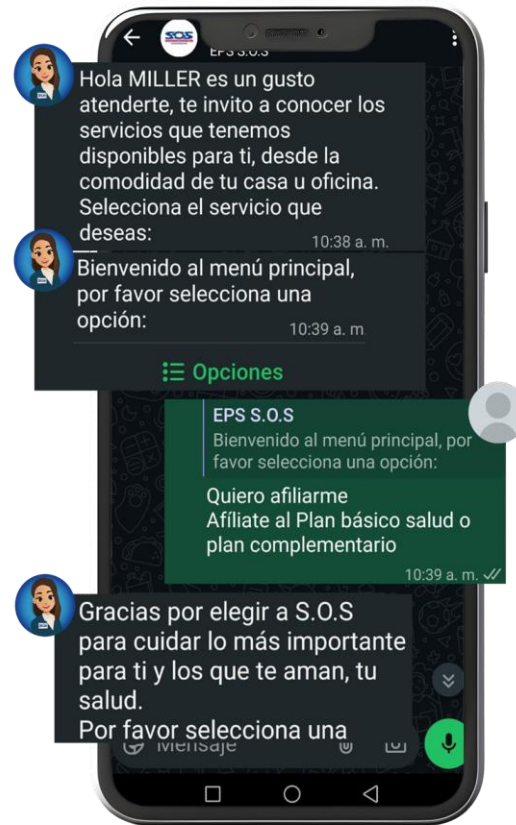 SOS
EPS S.O.S
Hola MILLER es un gusto
atenderte, te invito a conocer los
servicios que tenemos
disponibles para ti, desde la
comodidad de tu casa u oficina.
Selecciona el servicio que
deseas:
10:38 a. m.
Bienvenido al menú principal,
por favor selecciona una
opción:
10:39 a. m
Opciones
EPS S.O.S
Bienvenido al menú principal, por
favor selecciona una opción:
Quiero afiliarme
Afíliate al Plan básico salud o
plan complementario
10:39 a. m.
Gracias por elegir a S.O.S
para cuidar lo más importante
para ti y los que te aman, tu
salud.
Por favor selecciona una
Mensaje